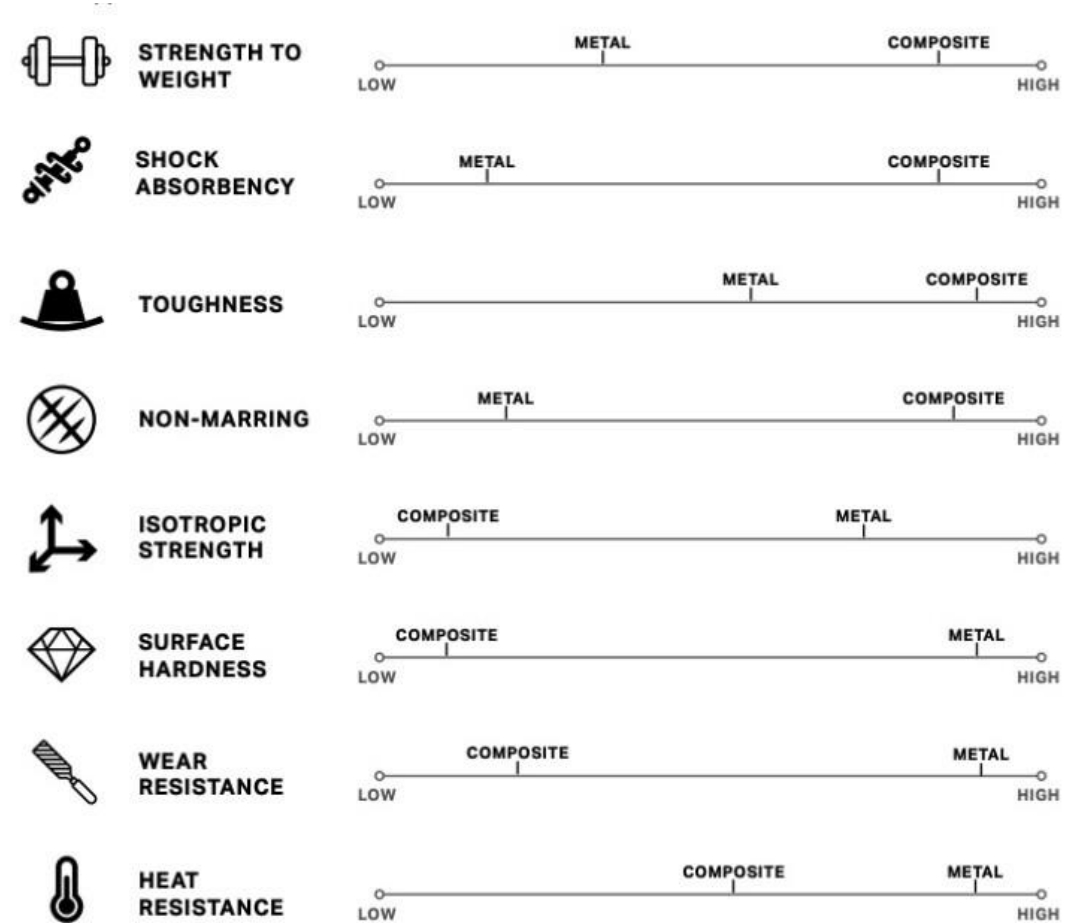 STRENGTH TO
WEIGHT
METAL
COMPOSITE
LOW
HIGH
SHOCK
ABSORBENCY
METAL
COMPOSITE
LOW
HIGH
TOUGHNESS
METAL
COMPOSITE
LOW
HIGH
NON-MARRING
METAL
COMPOSITE
LOW
HIGH
ISOTROPIC
STRENGTH
COMPOSITE
METAL
LOW
HIGH
SURFACE
HARDNESS
COMPOSITE
METAL
LOW
HIGH
WEAR
RESISTANCE
COMPOSITE
METAL
LOW
HIGH
HEAT
RESISTANCE
COMPOSITE
METAL
LOW
HIGH